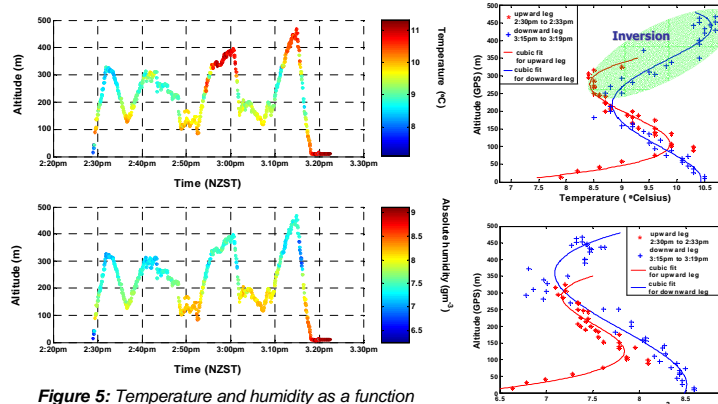 500
400
300
200
100
0
Altitude (m)
2:20pm 2:30pm 2:40pm 2:50pm 3:00pm 3:10pm 3:20pm 3.30pm
Time (NZST)
11
10
9
8
Temperature (ºC)
500
450
400
350
300
250
200
150
100
50
0
Altitude (GPS) (m)
upward leg
2:30pm to 2:33pm
downward leg
3:15pm to 3:19pm
cubic fit
for upward leg
cubic fit
for downward leg
Inversion
7 7.5 8 8.5 9 9.5 10 10.5
Temperature (ºCelsius)
500
400
300
200
100
0
Altitude (m)
2:20pm 2:30pm 2:40pm 2:50pm 3:00pm 3:10pm 3:20pm 3.30pm
Time (NZST)
9
8.5
8
7.5
7
6.5
Absolute humidity (gm-3)
500
450
400
350
300
250
200
150
100
50
0
Altitude (GPS) (m)
upward leg
2:30pm to 2:33pm
downward leg
3:15pm to 3:19pm
cubic fit
for upward leg
cubic fit
for downward leg
6.5 7 7.5 8 8.5
Figure 5: Temperature and humidity as a function